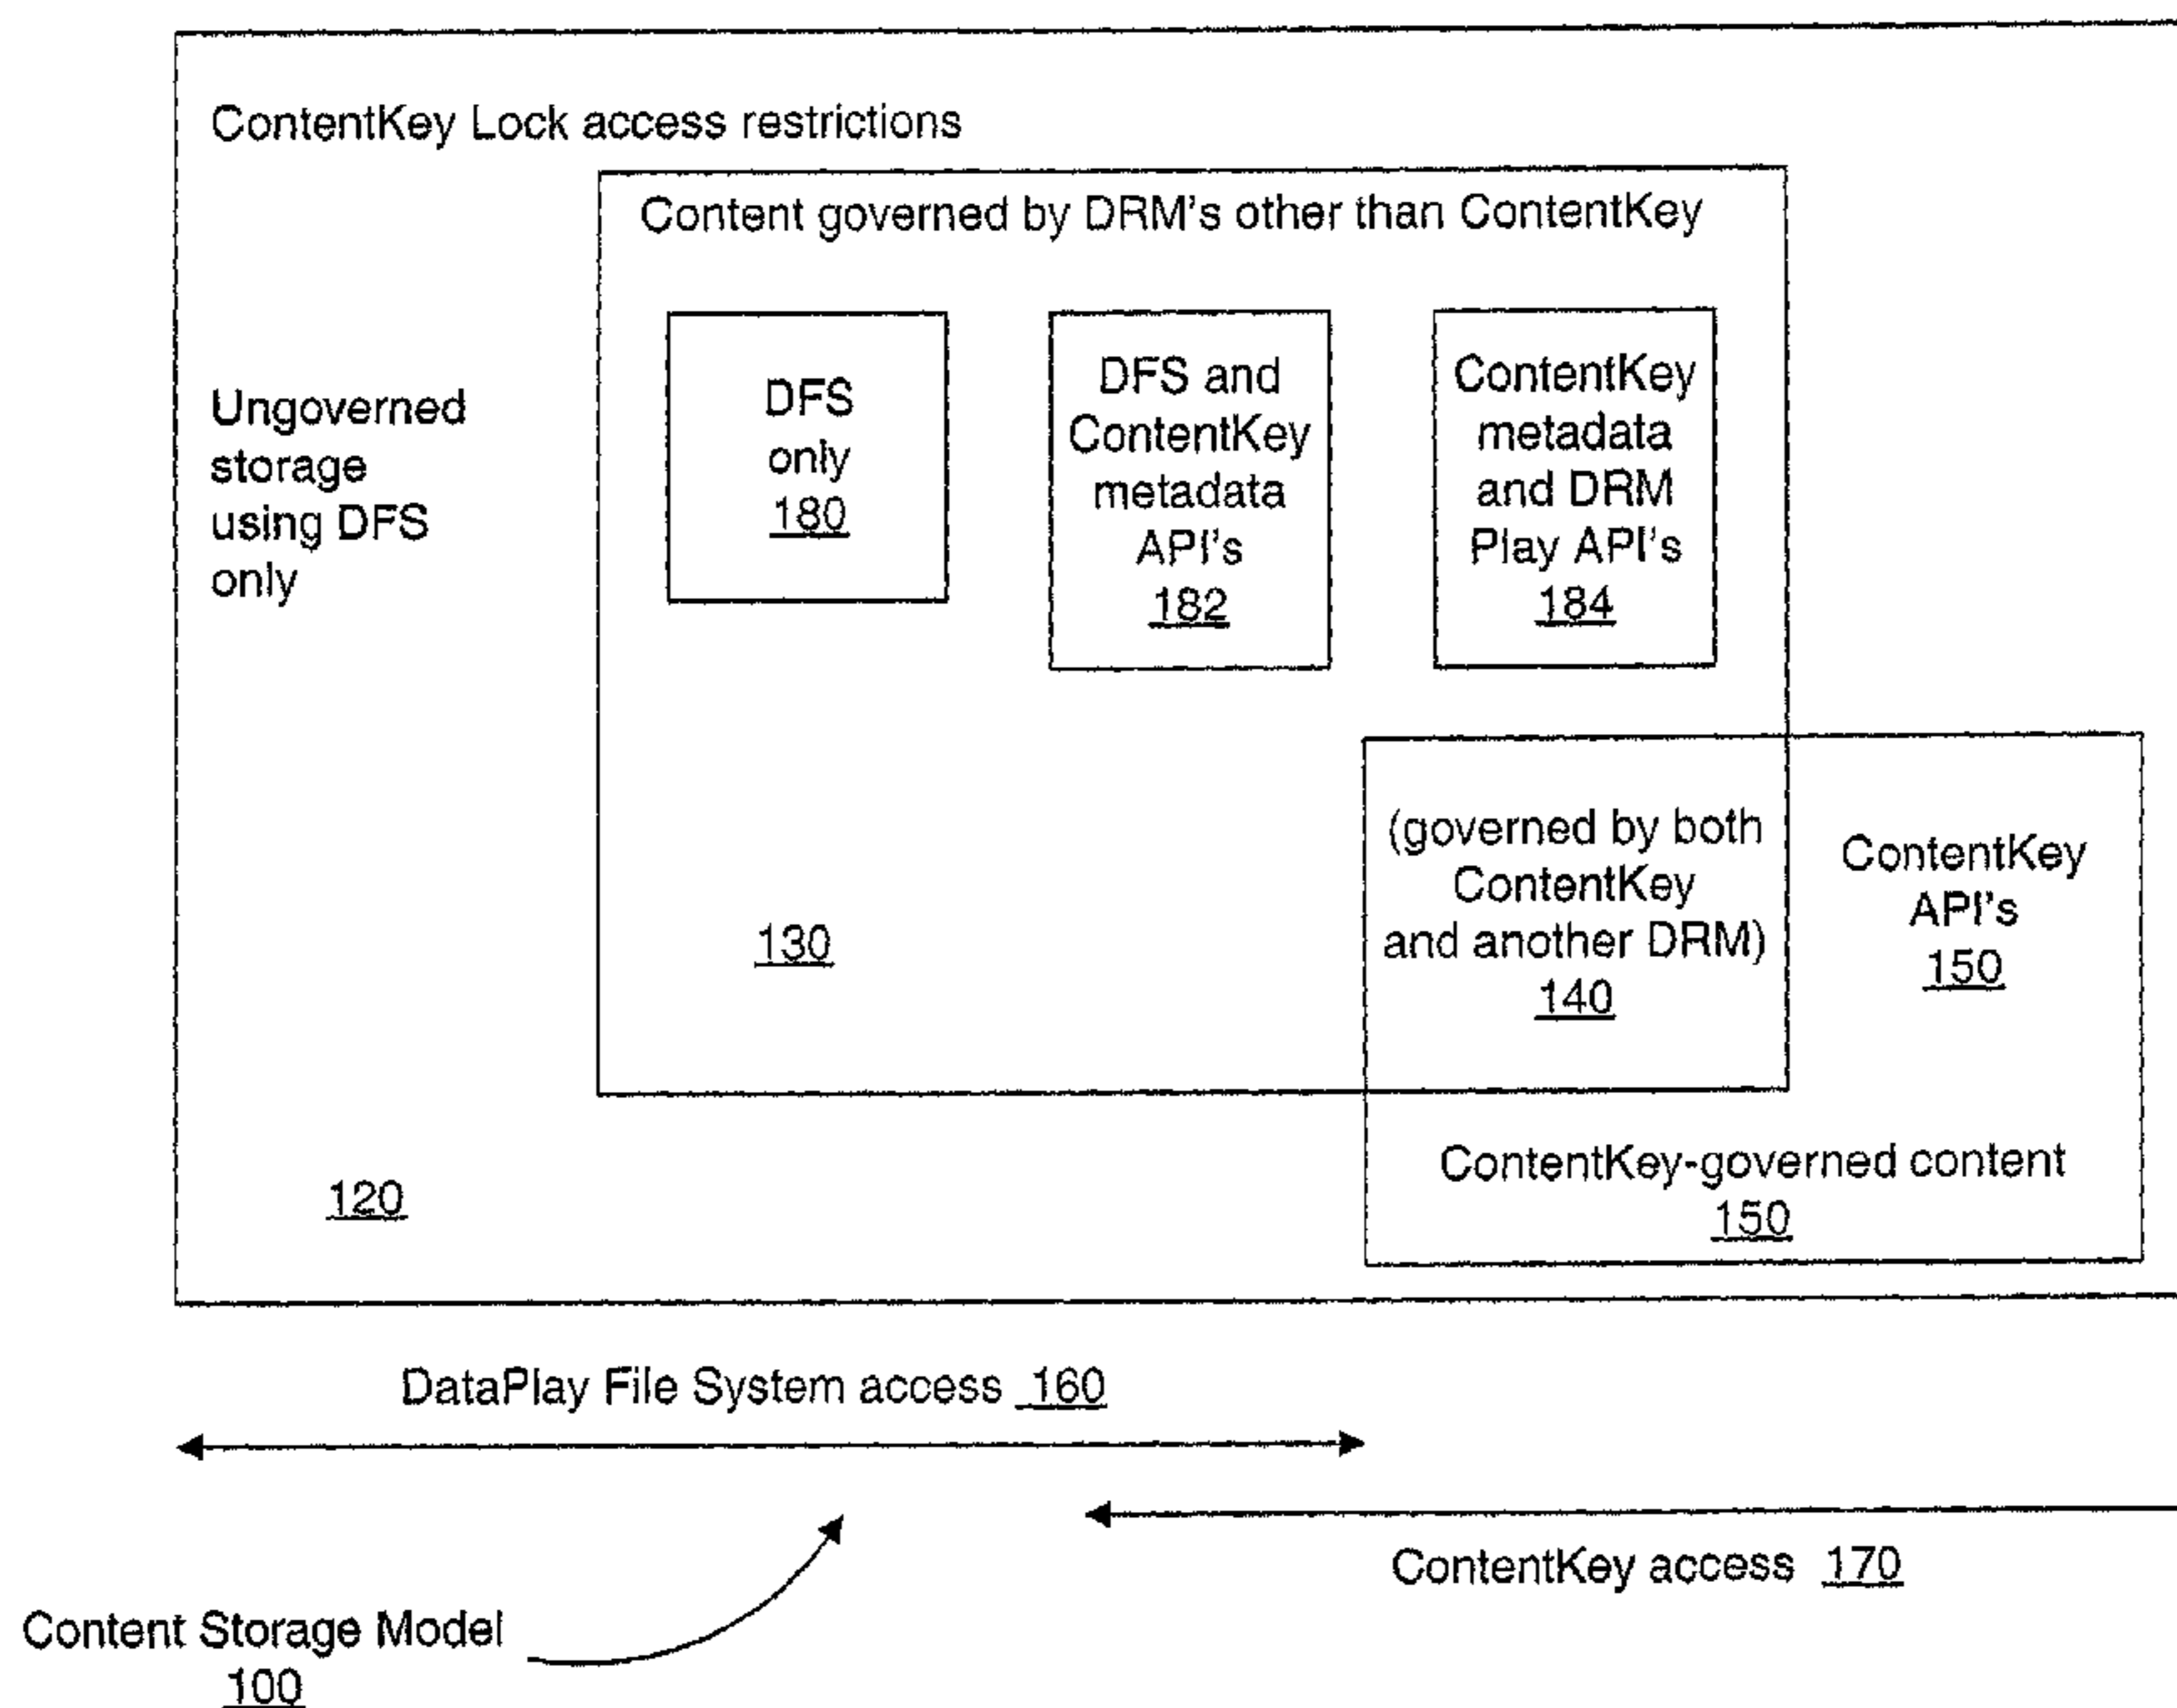 ContentKey Lock access restrictions
Content governed by DRM's other than ContentKey
Ungoverned
storage
using DFS
only
DFS
only
180
DFS and
ContentKey
metadata
API's
182
ContentKey
metadata
and DRM
Play API's
184
130
(governed by both
ContentKey
and another DRM)
140
ContentKey
API's
150
ContentKey-governed content
150
120
DataPlay File System access 160
ContentKey access 170
Content Storage Model
100